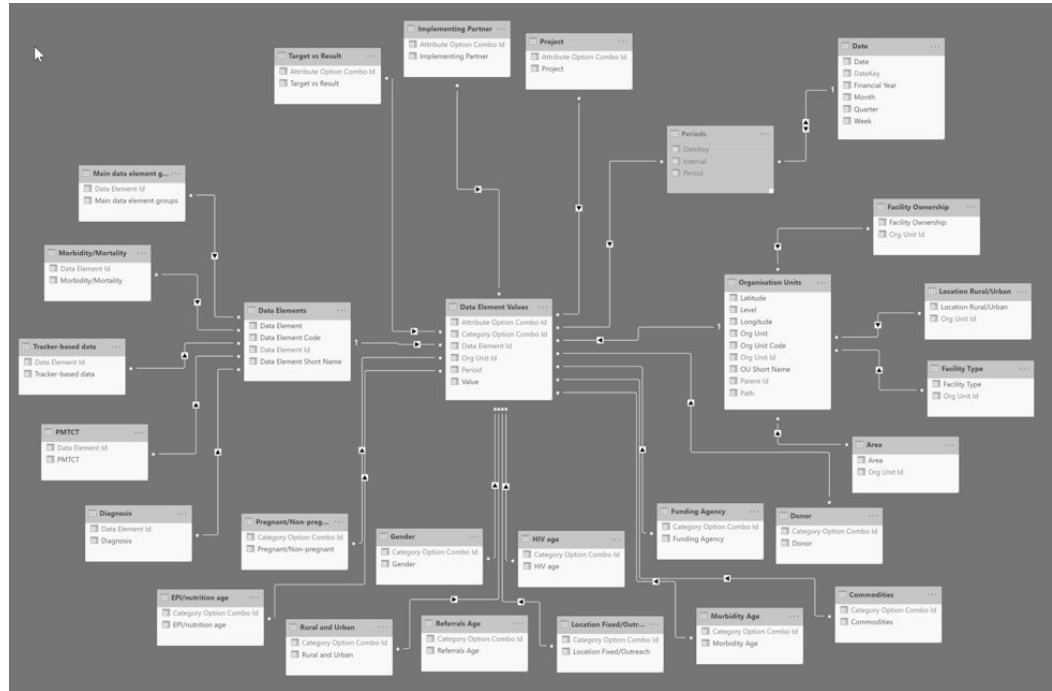 Implementing Partner
Attribute Option Combo Id
Implementing Partner
Target vs Result
Attribute Option Combo Id
Target vs Result
Project
Attribute Option Combo Id
Project
Date
Date
DateKey
Financial Year
Month
Quarter
Week
1
Periods
DateKey
Interval
Period
Main data element g...
Data Element Id
Main data element groups
Facility Ownership
Facility Ownership
Org Unit Id
Morbidity/Mortality
Data Element Id
Morbidity/Mortality
Data Elements
Data Element
Data Element Code
Data Element Id
Data Element Short Name
1
Data Element Values
Attribute Option Combo Id
Category Option Combo Id
Data Element Id
Org Unit Id
Period
Value
1
Organisation Units
Latitude
Level
Longitude
Org Unit
Org Unit Code
Org Unit Id
OU Short Name
Parent Id
Path
Location Rural/Urban
Location Rural/Urban
Org Unit Id
Tracker-based data
Data Element Id
Tracker-based data
Facility Type
Facility Type
Org Unit Id
PMTCT
Data Element Id
PMTCT
Area
Area
Org Unit Id
Diagnosis
Data Element Id
Diagnosis
Pregnant/Non-preg...
Category Option Combo Id
Pregnant/Non-pregnant
Gender
Category Option Combo Id
Gender
HIV age
Category Option Combo Id
HIV age
Funding Agency
Category Option Combo Id
Funding Agency
Donor
Category Option Combo Id
Donor
EPI/nutrition age
Category Option Combo Id
EPI/nutrition age
Rural and Urban
Category Option Combo Id
Rural and Urban
Referrals Age
Category Option Combo Id
Referrals Age
Location Fixed/Outr...
Category Option Combo Id
Location Fixed/Outreach
Morbidity Age
Category Option Combo Id
Morbidity Age
Commodities
Category Option Combo Id
Commodities